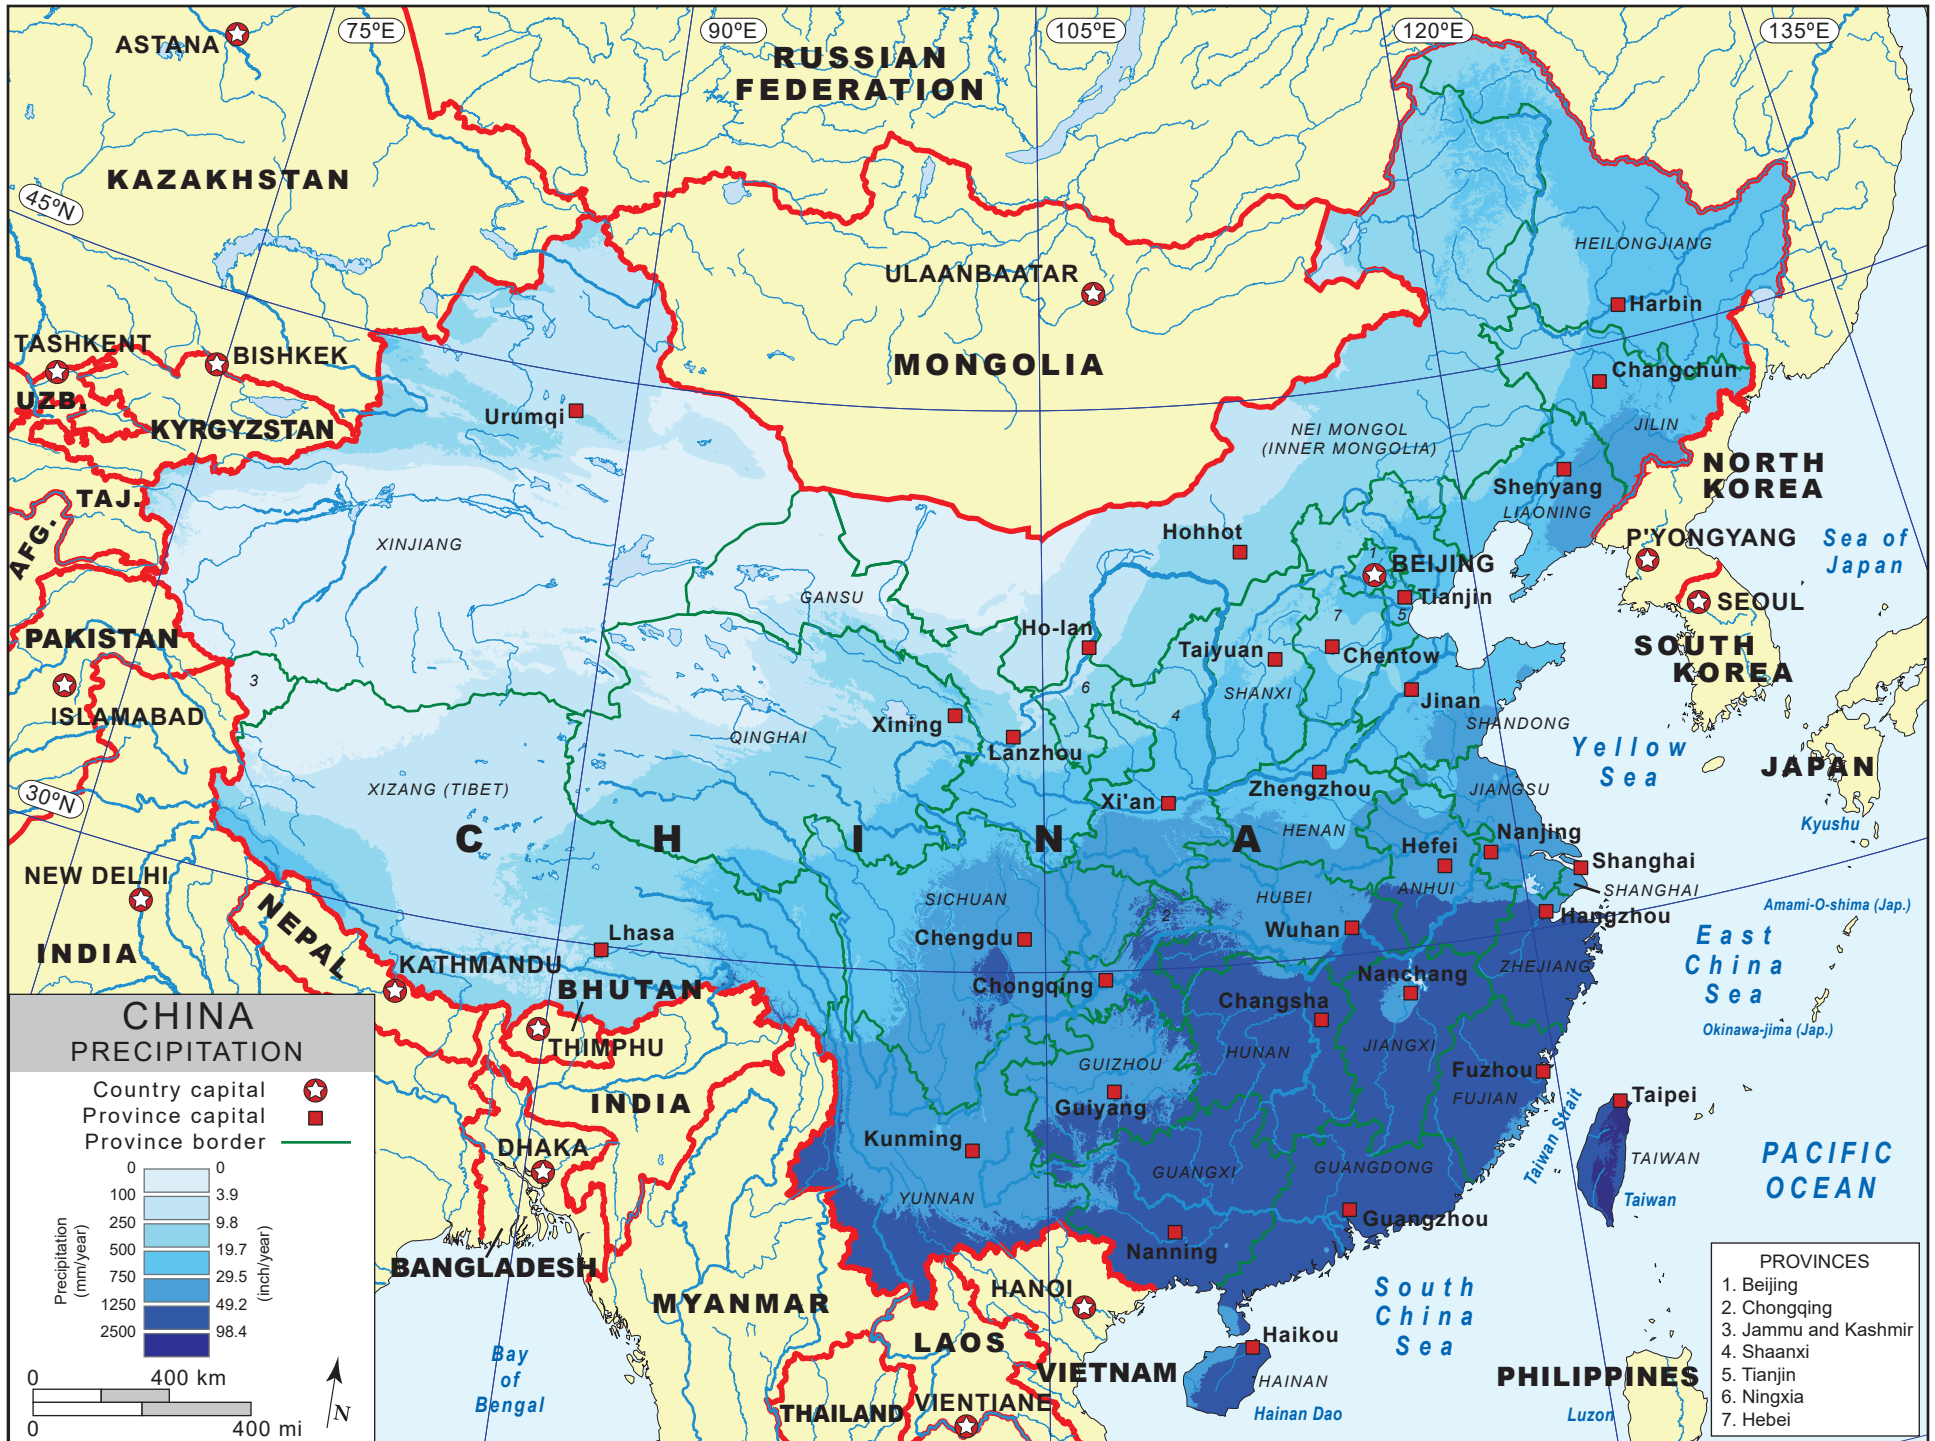 75ºE
90ºE
105ºE
120ºE
135ºE
45ºN
30ºN
ASTANA
RUSSIAN
FEDERATION
KAZAKHSTAN
HEILONGJIANG
ULAANBAATAR
Harbin
TASHKENT
BISHKEK
MONGOLIA
Changchun
UZB.
KYRGYZSTAN
Urumqi
NEI MONGOL
(INNER MONGOLIA)
JILIN
NORTH
KOREA
TAJ.
Shenyang
LIAONING
AFG.
XINJIANG
Hohhot
1
BEIJING
P'YONGYANG
Sea of
Japan
GANSU
Tianjin
5
SEOUL
7
PAKISTAN
Ho-lan
Taiyuan
Chentow
SOUTH
KOREA
3
6
SHANXI
Jinan
ISLAMABAD
4
Xining
QINGHAI
Lanzhou
SHANDONG
Yellow
Sea
JAPAN
XIZANG (TIBET)
Xi'an
Zhengzhou
JIANGSU
C H I N A
HENAN
Hefei
Nanjing
Kyushu
Shanghai
NEW DELHI
SICHUAN
HUBEI
ANHUI
SHANGHAI
2
Hangzhou
Amami-O-shima (Jap.)
NEPAL
Lhasa
Chengdu
Wuhan
INDIA
KATHMANDU
Nanchang
ZHEJIANG
East
China
Sea
BHUTAN
Chongqing
Changsha
Okinawa-jima (Jap.)
THIMPHU
HUNAN
JIANGXI
GUIZHOU
Fuzhou
FUJIAN
INDIA
Guiyang
Taipei
Taiwan Strait
DHAKA
Kunming
GUANGXI
GUANGDONG
TAIWAN
PACIFIC
OCEAN
YUNNAN
Taiwan
Guangzhou
Nanning
BANGLADESH
HANOI
South
China
Sea
MYANMAR
LAOS
Haikou
Bay
of
Bengal
VIETNAM
HAINAN
PHILIPPINES
THAILAND
VIENTIANE
Hainan Dao
Luzon
CHINA
PRECIPITATION
Country capital
Province capital
Province border
Precipitation
(mm/year)
(inch/year)
0 0
100 3.9
250 9.8
500 19.7
750 29.5
1250 49.2
2500 98.4
0 400 km
0 400 mi
N
PROVINCES
1. Beijing
2. Chongqing
3. Jammu and Kashmir
4. Shaanxi
5. Tianjin
6. Ningxia
7. Hebei